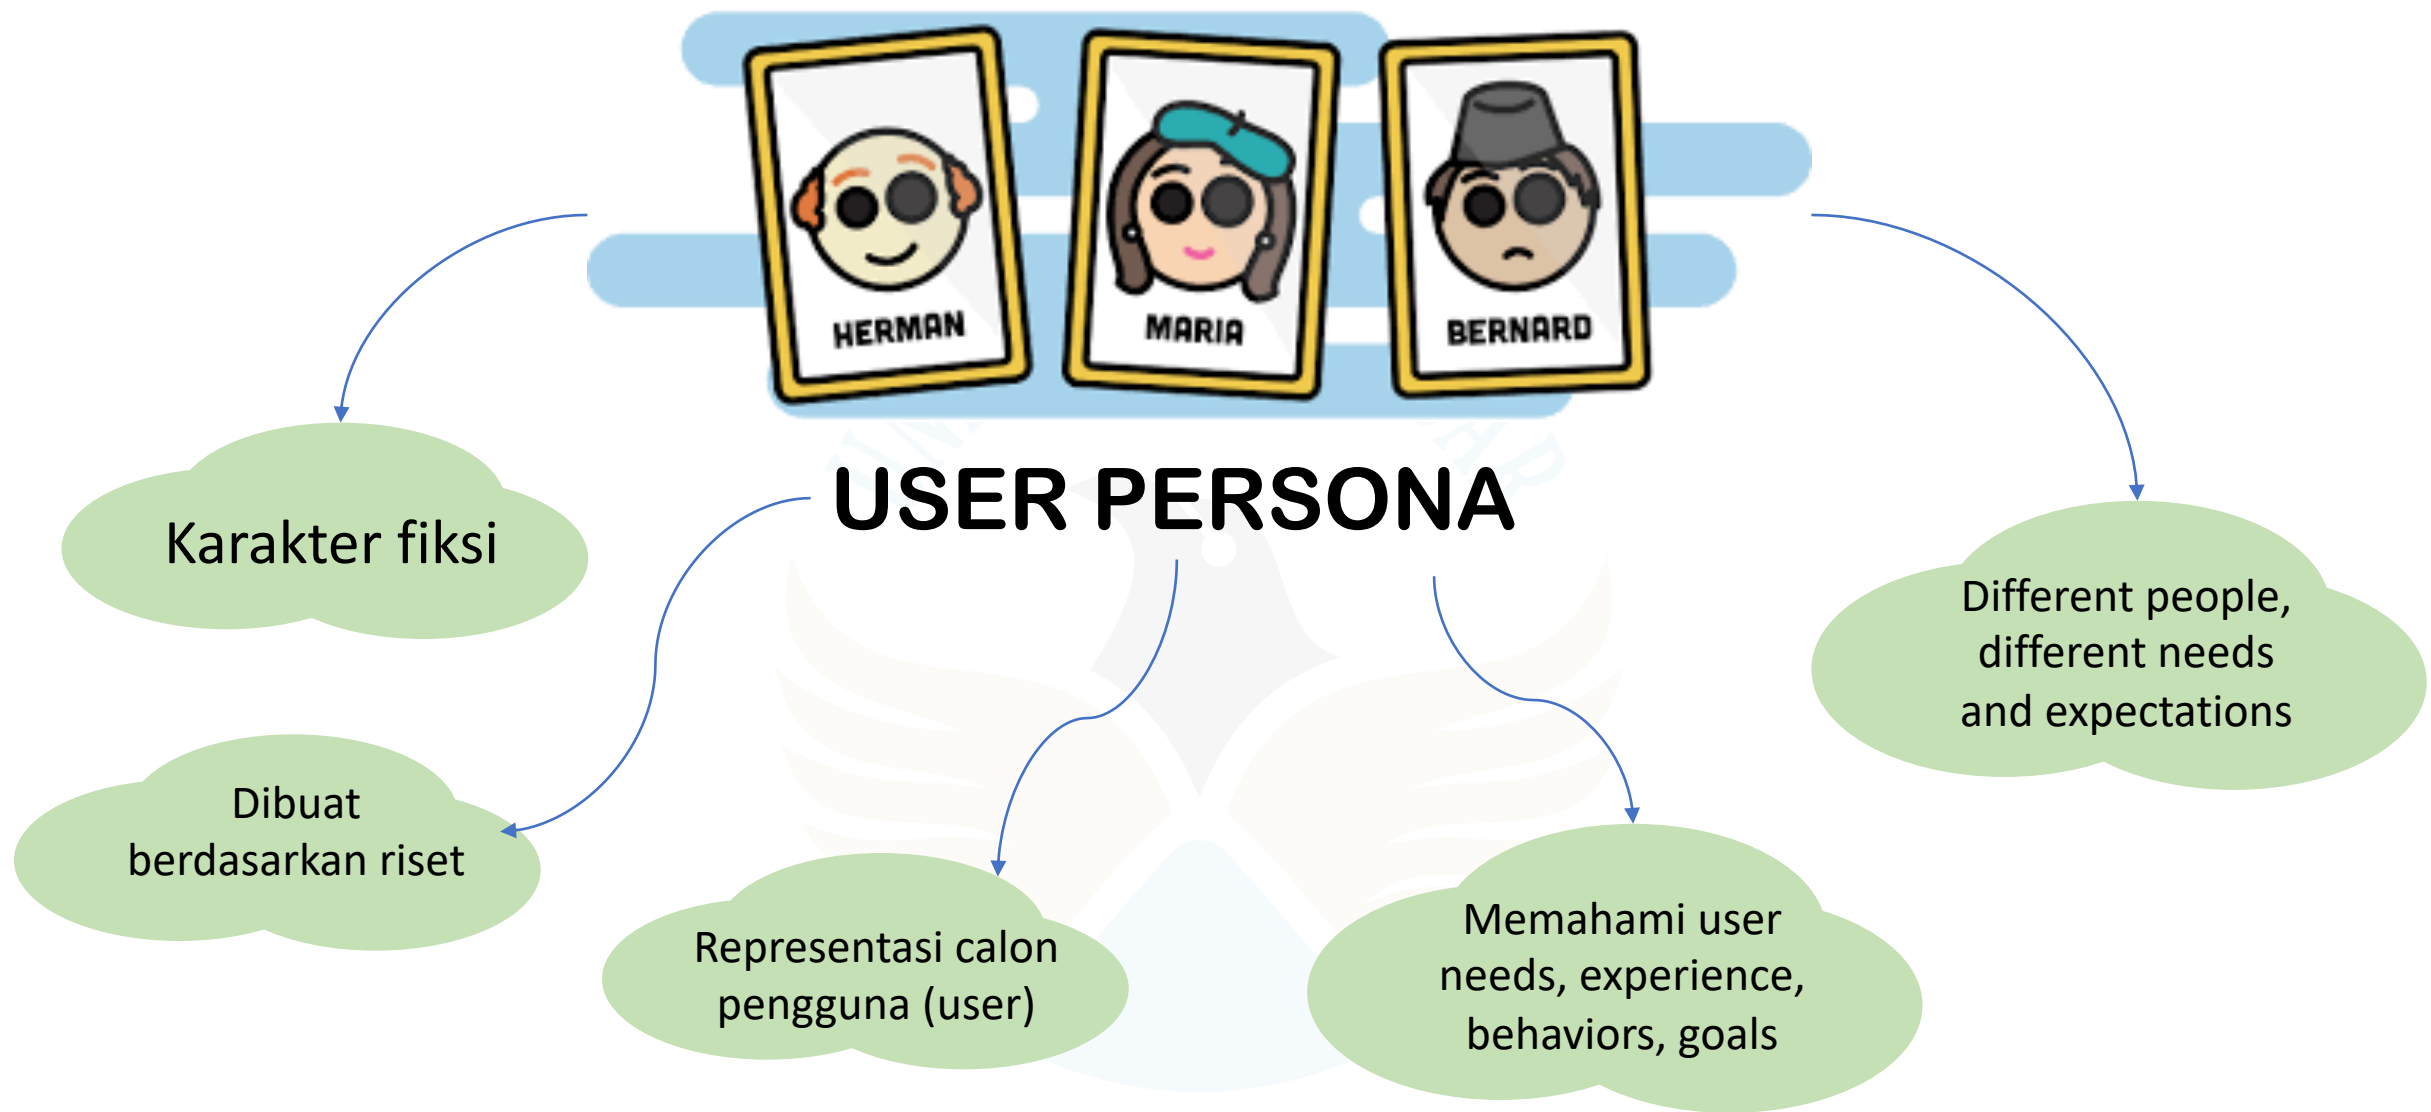 HERMAN
MARIA
BERNARD
USER PERSONA
Karakter fiksi
Dibuat
berdasarkan riset
Representasi calon
pengguna (user)
Memahami user
needs, experience,
behaviors, goals
Different people,
different needs
and expectations